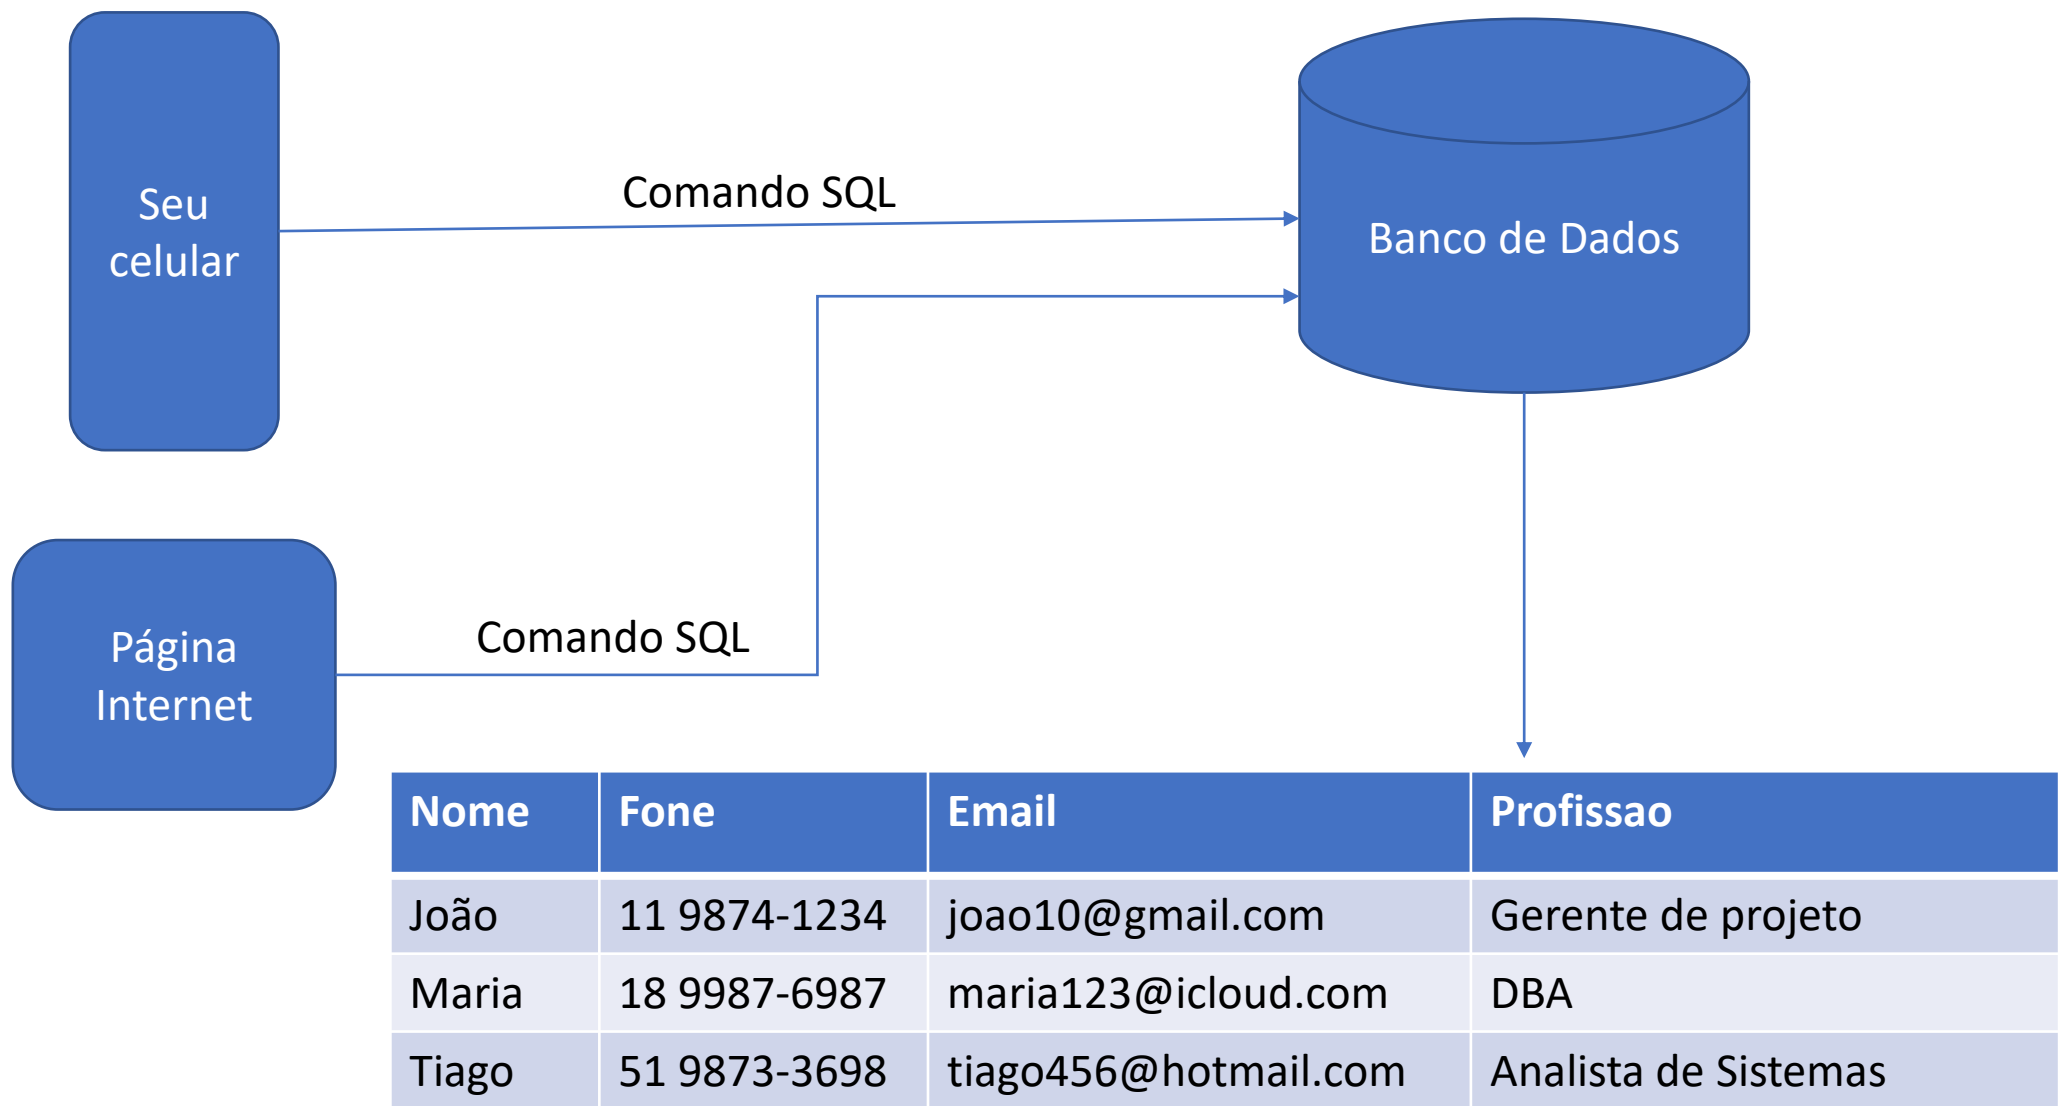 Seu
celular
Comando SQL
Banco de Dados
Página
Internet
Comando SQL
Nome Fone Email Profissao
João 11 9874-1234 joao10@gmail.com Gerente de projeto
Maria 18 9987-6987 maria123@icloud.com DBA
Tiago 51 9873-3698 tiago456@hotmail.com Analista de Sistemas